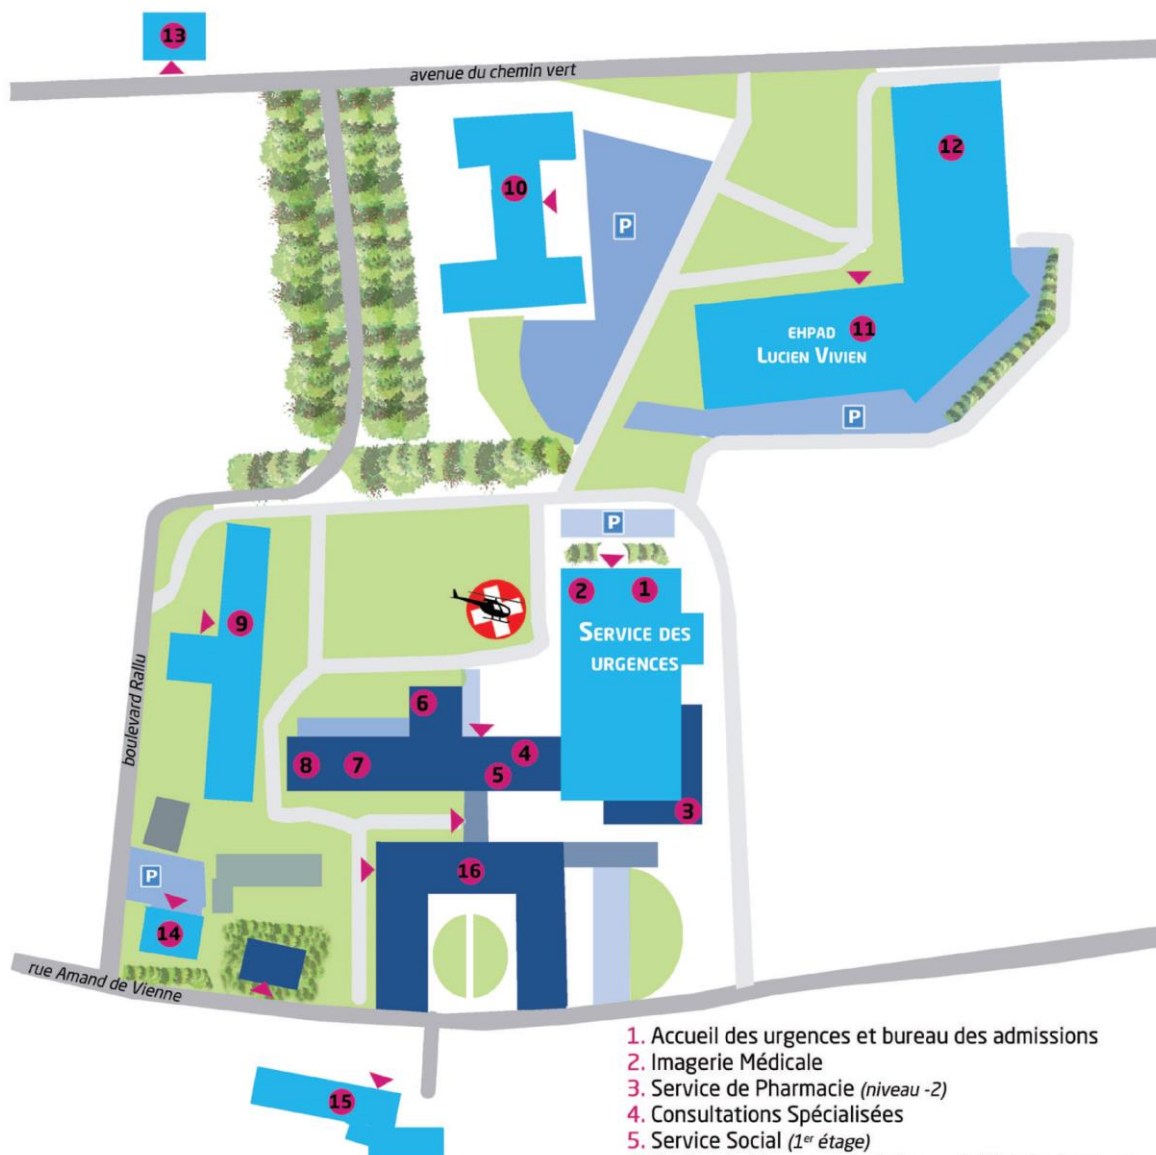 13
avenue du chemin vert
12
10
P
11
EHPAD
LUCIEN VIVIEN
P
P
2
1
SERVICE DES
URGENCES
9
boulevard Rallu
6
4
8
7
5
3
16
P
14
rue Amand de Vienne
15
1. Accueil des urgences et bureau des admissions
2. Imagerie Médicale
3. Service de Pharmacie (niveau -2)
4. Consultations Spécialisées
5. Service Social (1er étage)